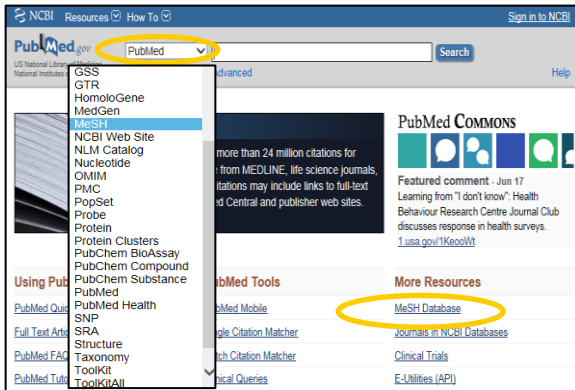 NCBI Resources How To Sign in to NCBI
PubMed.gov PubMed Search
US National Library of Medicine
National Institutes Advanced Help
GSS
GTR
HomoloGene
MedGen
MeSH
NCBI Web Site
NLM Catalog
Nucleotide
OMIM
PMC
PopSet
Probe
Protein
Protein Clusters
PubChem BioAssay
PubChem Compound
PubChem Substance
PubMed
PubMed Health
SNP
SRA
Structure
Taxonomy
ToolKit
ToolKitAll
more than 24 million citations for
from MEDLINE, life science journals,
itations may include links to full-text
ed Central and publisher web sites.
PubMed Commons
Featured comment - Jun 17
Learning from "I don't know": Health
Behaviour Research Centre Journal Club
discusses response in health surveys.
1.usa.gov/1KeooWt
Using Pub
PubMed Quic
Full Text Artic
PubMed FAQ
PubMed Tuto
ubMed Tools
bMed Mobile
ngle Citation Matcher
tch Citation Matcher
nical Queries
More Resources
MeSH Database
Journals in NCBI Databases
Clinical Trials
E-Utilities (API)